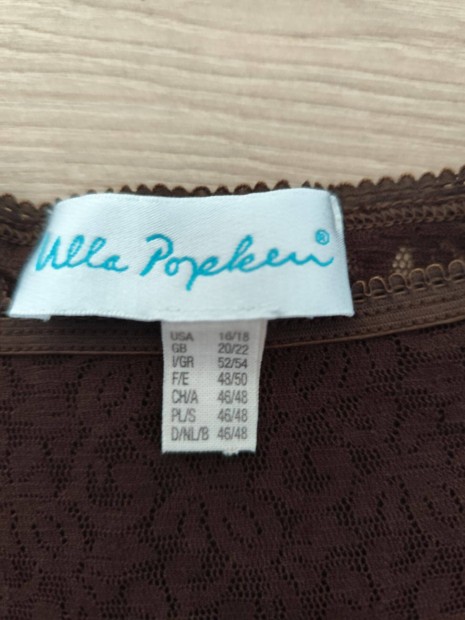 Ulla Popken®
USA 16/18
GB 20/22
I/GR 52/54
F/E 48/50
CH/A 46/48
PL/S 46/48
D/NL/B 46/48